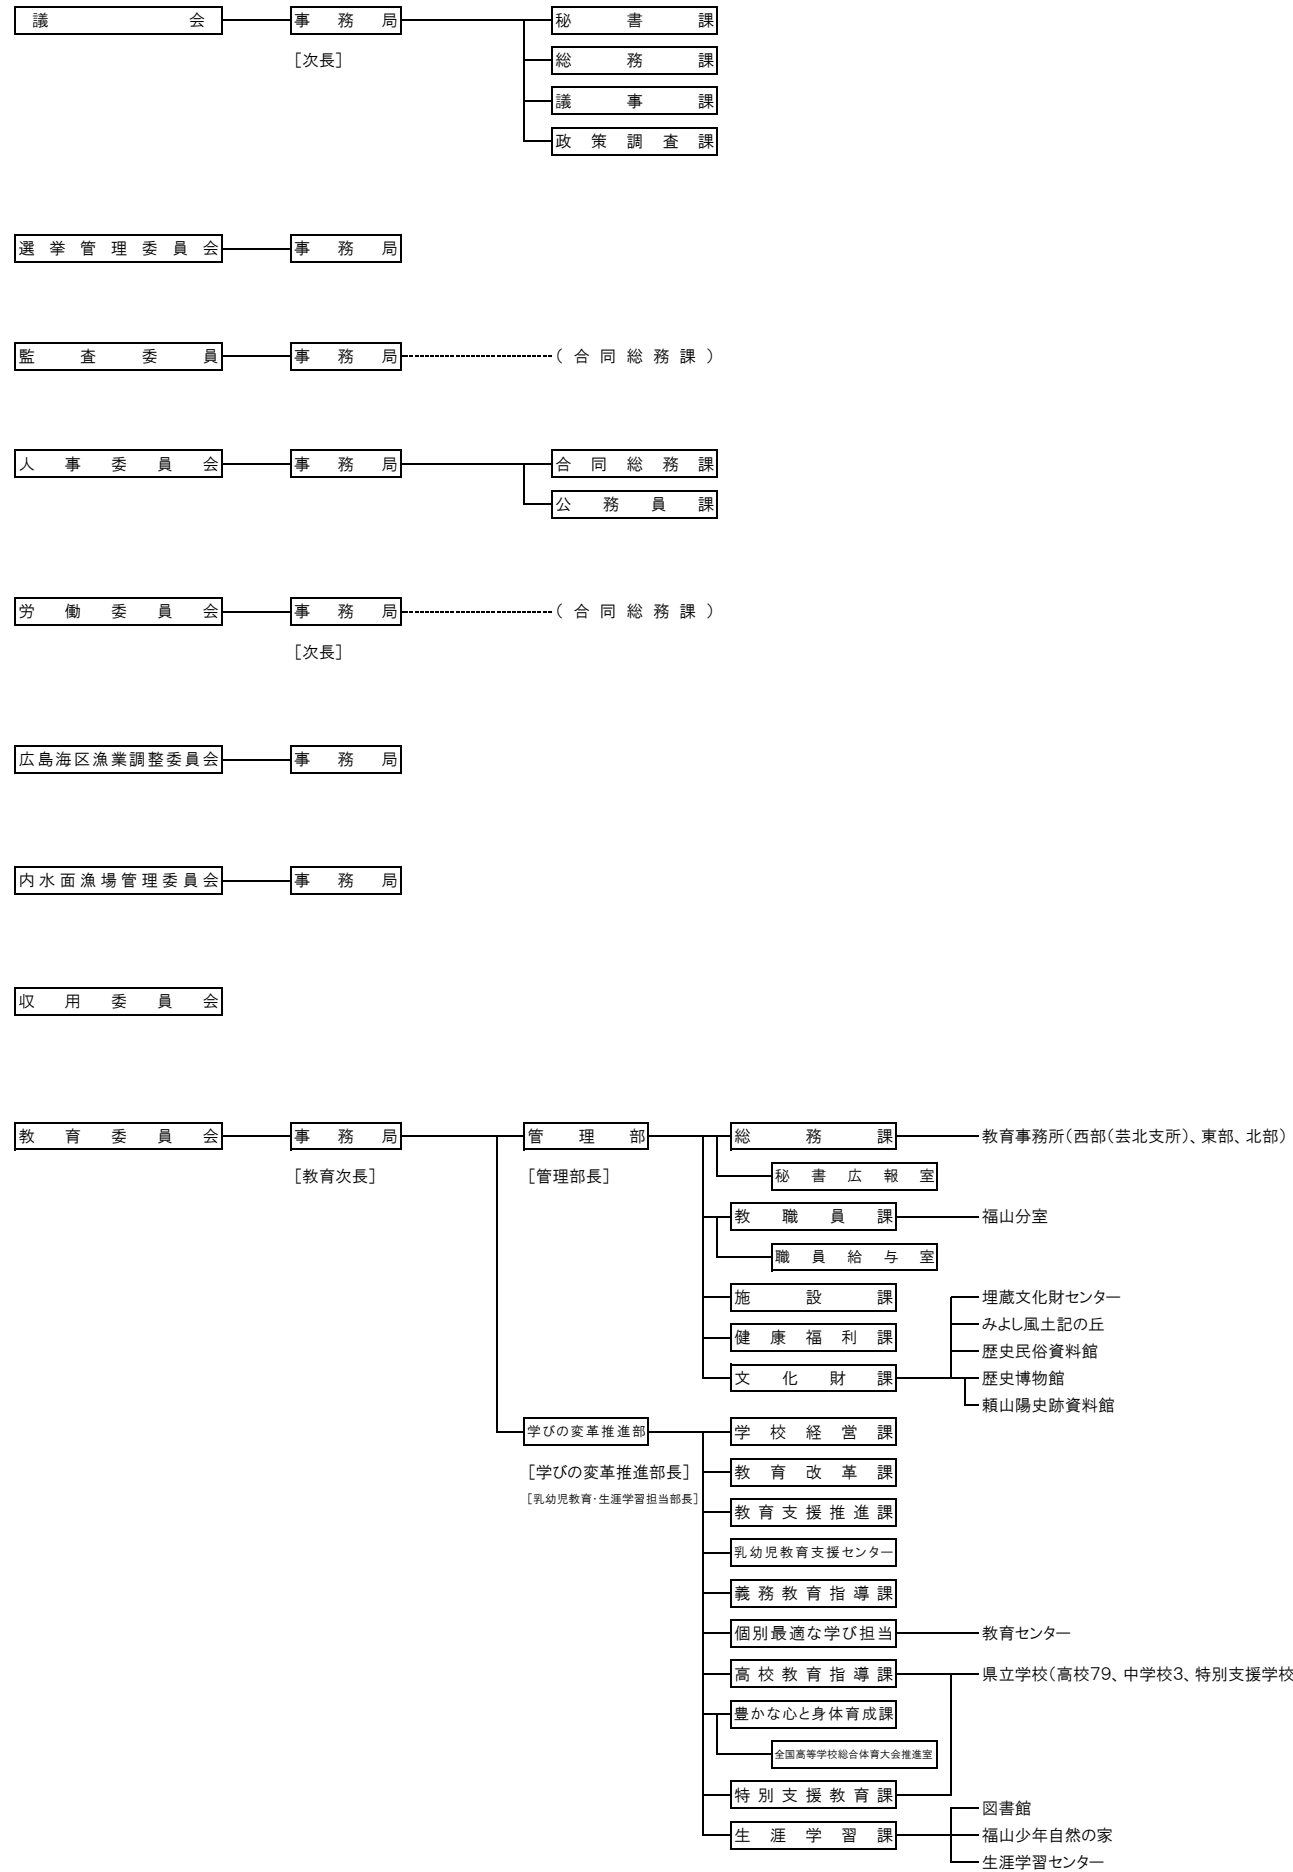 議会 事務局 秘書課
[次長] 総務課
議事課
政策調査課
選挙管理委員会 事務局
監査委員 事務局 (合同総務課)
人事委員会 事務局 合同総務課
公務員課
労働委員会 事務局 (合同総務課)
[次長]
広島海区漁業調整委員会 事務局
内水面漁場管理委員会 事務局
収用委員会
教育委員会 事務局 管理部 総務課 教育事務所(西部(芸北支所)、東部、北部)
[教育次長] [管理部長] 秘書広報室
教職員課 福山分室
職員給与室
施設課 埋蔵文化財センター
みよし風土記の丘
健康福利課
歴史民俗資料館
文化財課 歴史博物館
頼山陽史跡資料館
学びの変革推進部 学校経営課
[学びの変革推進部長] 教育改革課
[乳幼児教育・生涯学習担当部長]
教育支援推進課
乳幼児教育支援センター
義務教育指導課
個別最適な学び担当 教育センター
高校教育指導課 県立学校(高校79、中学校3、特別支援学校
豊かな心と身体育成課
全国高等学校総合体育大会推進室
特別支援教育課
図書館
生涯学習課 福山少年自然の家
生涯学習センター